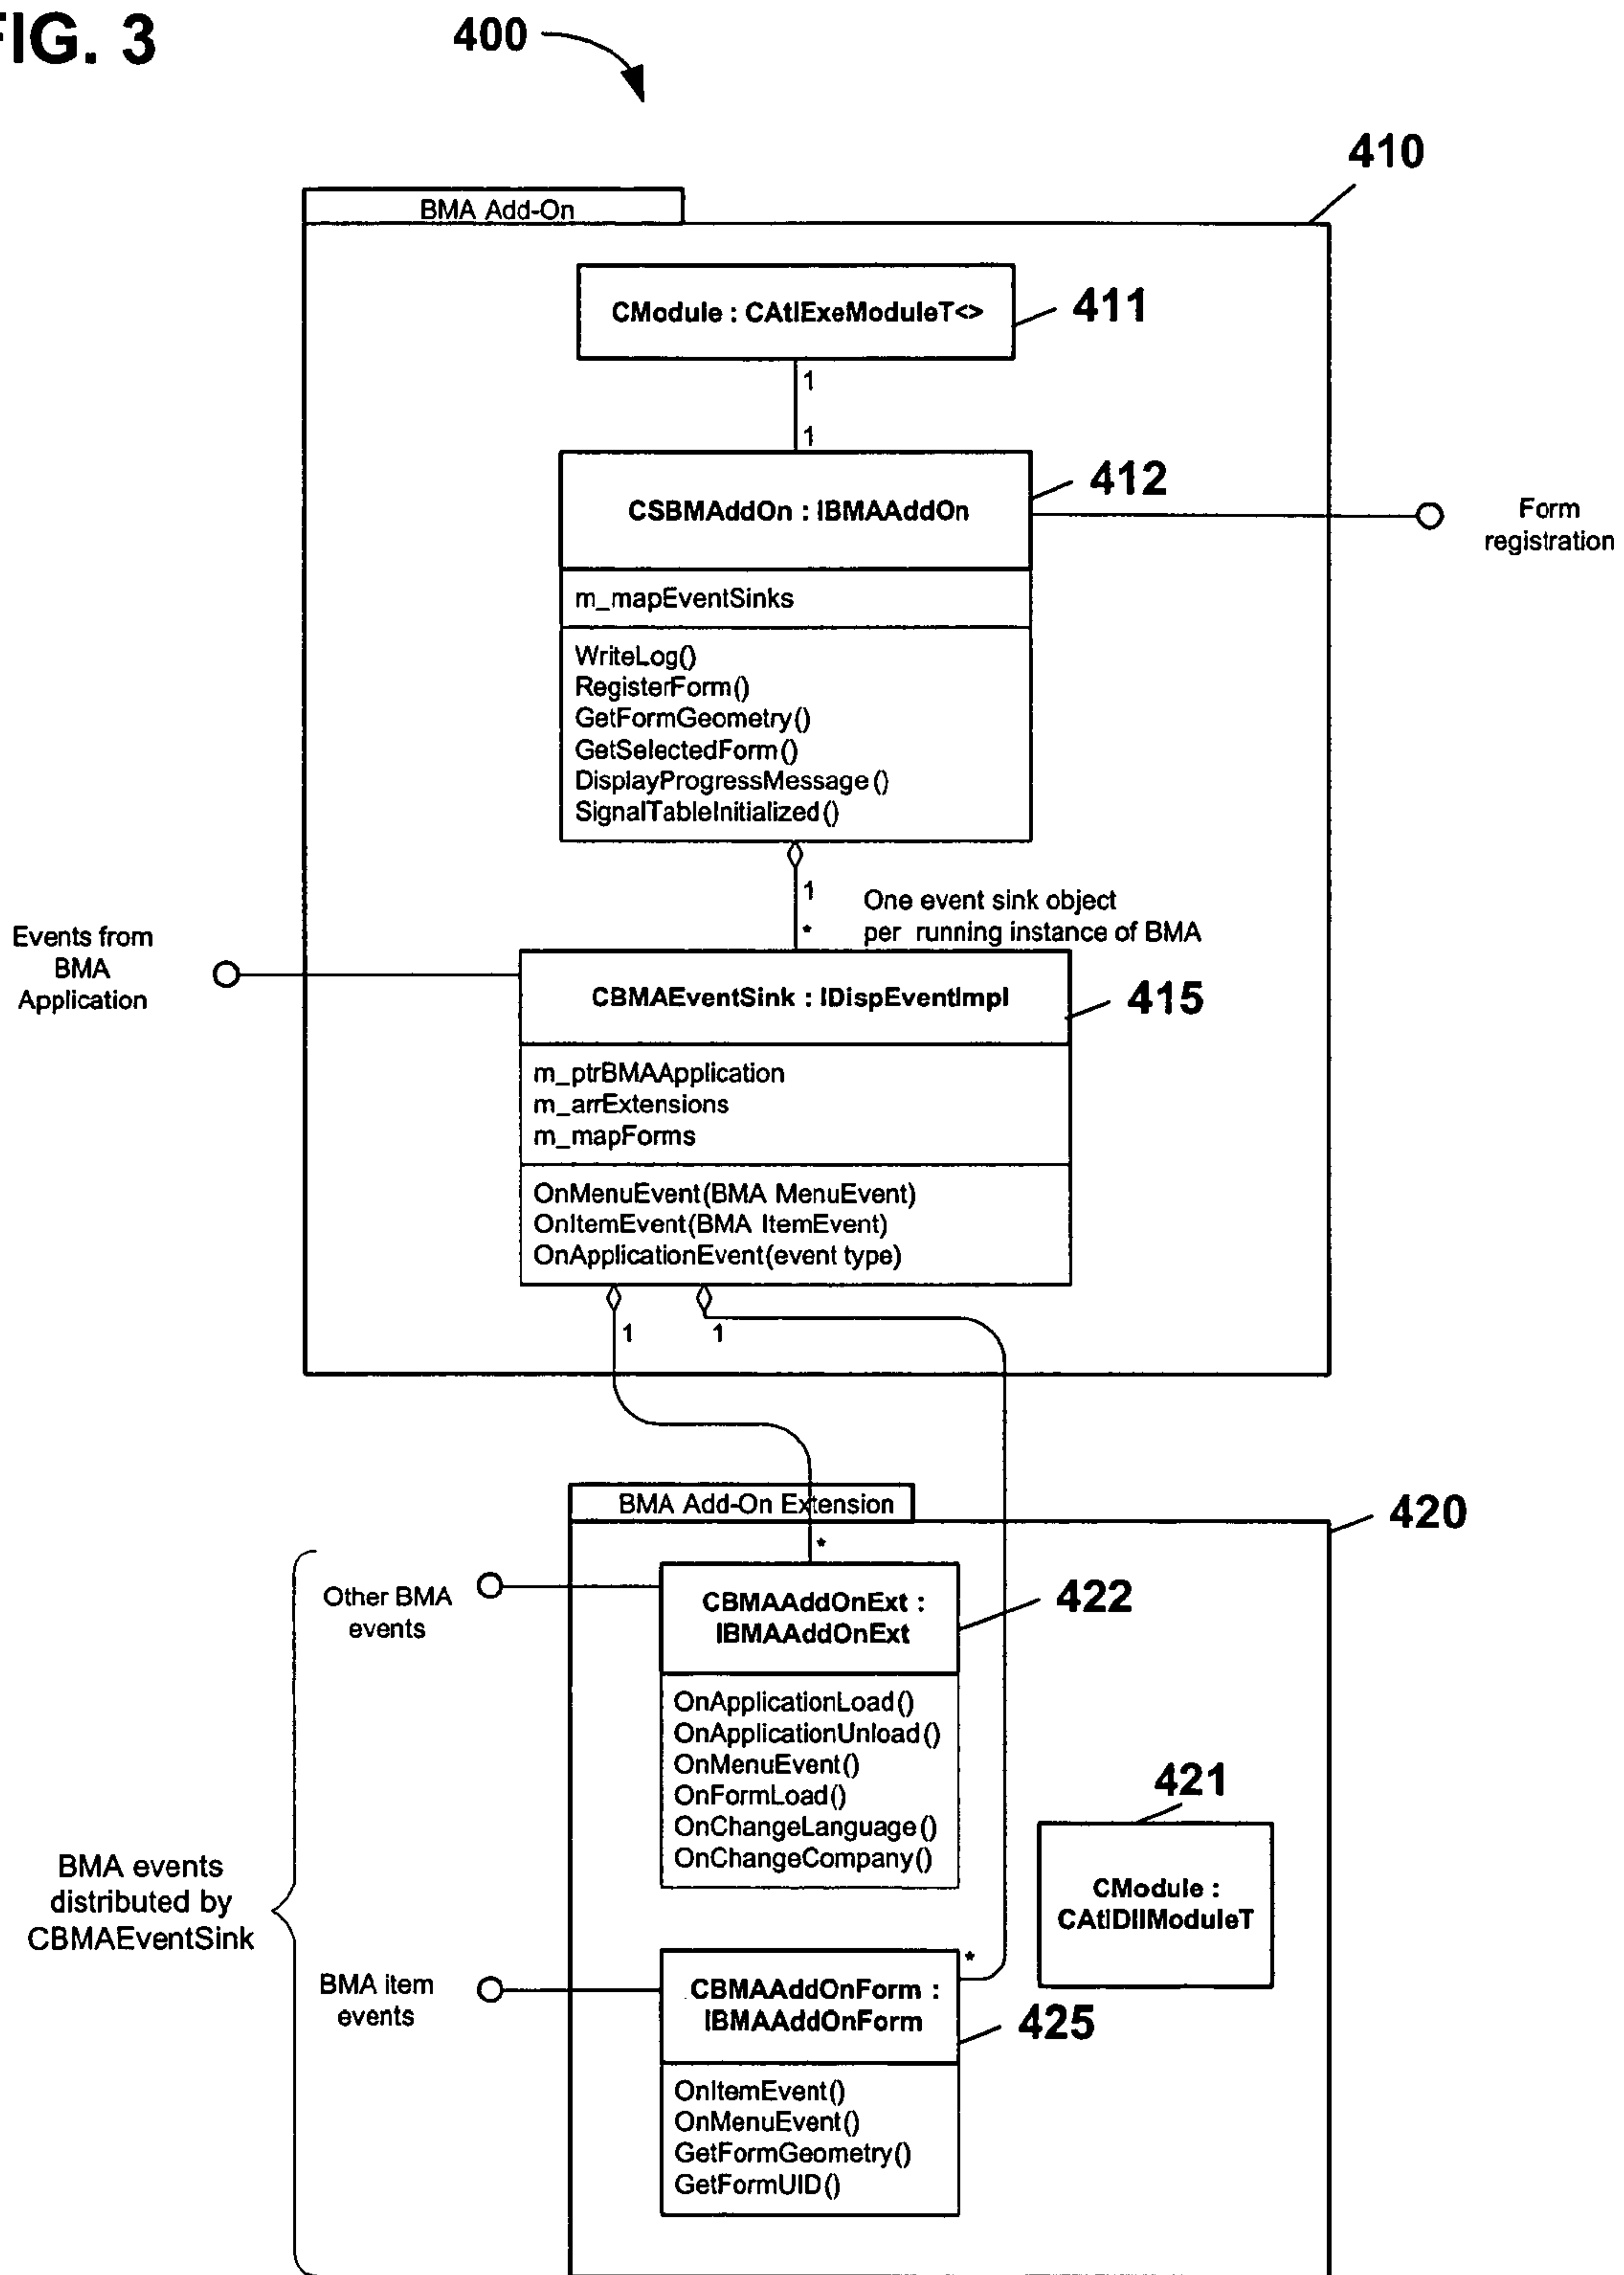 FIG. 3
400
410
BMA Add-On
CModule : CAtlExeModuleT<>
411
1
1
412
CSBMAddOn : IBMAAddOn
Form
registration
m_mapEventSinks
WriteLog()
RegisterForm()
GetFormGeometry()
GetSelectedForm()
DisplayProgressMessage()
SignalTableInitialized()
1
*
One event sink object
per running instance of BMA
Events from
BMA
Application
CBMAEventSink : IDispEventImpl
415
m_ptrBMAApplication
m_arrExtensions
m_mapForms
OnMenuEvent(BMA MenuEvent)
OnItemEvent(BMA ItemEvent)
OnApplicationEvent(event type)
1
1
BMA Add-On Extension
420
*
Other BMA
events
CBMAAddOnExt :
IBMAAddOnExt
422
OnApplicationLoad()
OnApplicationUnload()
OnMenuEvent()
OnFormLoad()
OnChangeLanguage()
OnChangeCompany()
421
CModule :
CAtlDllModuleT
BMA events
distributed by
CBMAEventSink
*
BMA item
events
CBMAAddOnForm :
IBMAAddOnForm
425
OnItemEvent()
OnMenuEvent()
GetFormGeometry()
GetFormUID()